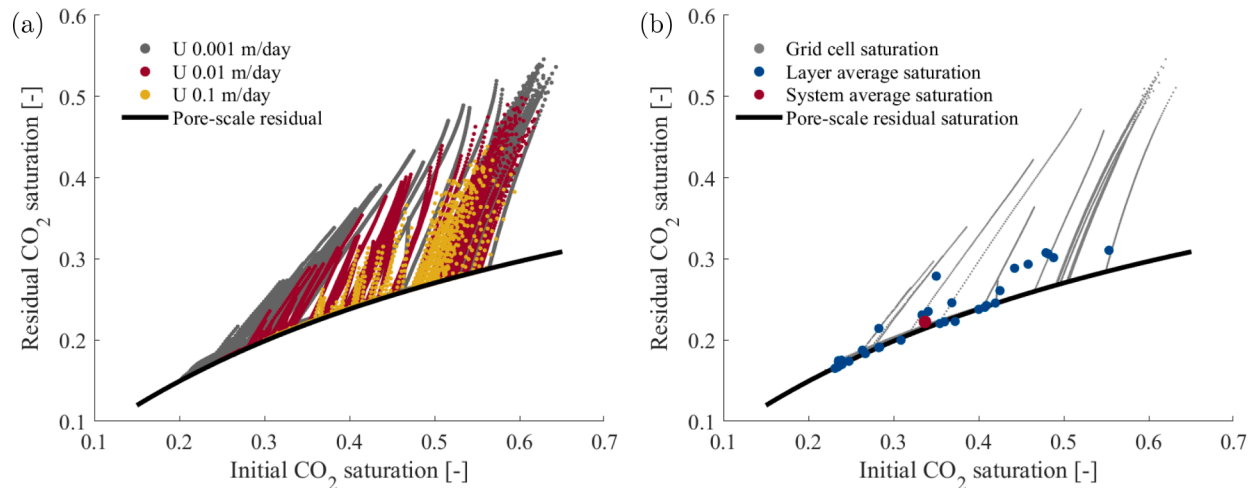 (a)
0.6
0.5
0.4
0.3
0.2
0.1
0.1 0.2 0.3 0.4 0.5 0.6 0.7
Residual CO₂ saturation [-]
Initial CO₂ saturation [-]
U 0.001 m/day
U 0.01 m/day
U 0.1 m/day
Pore-scale residual
(b)
0.6
0.5
0.4
0.3
0.2
0.1
0.1 0.2 0.3 0.4 0.5 0.6 0.7
Residual CO₂ saturation [-]
Initial CO₂ saturation [-]
Grid cell saturation
Layer average saturation
System average saturation
Pore-scale residual saturation